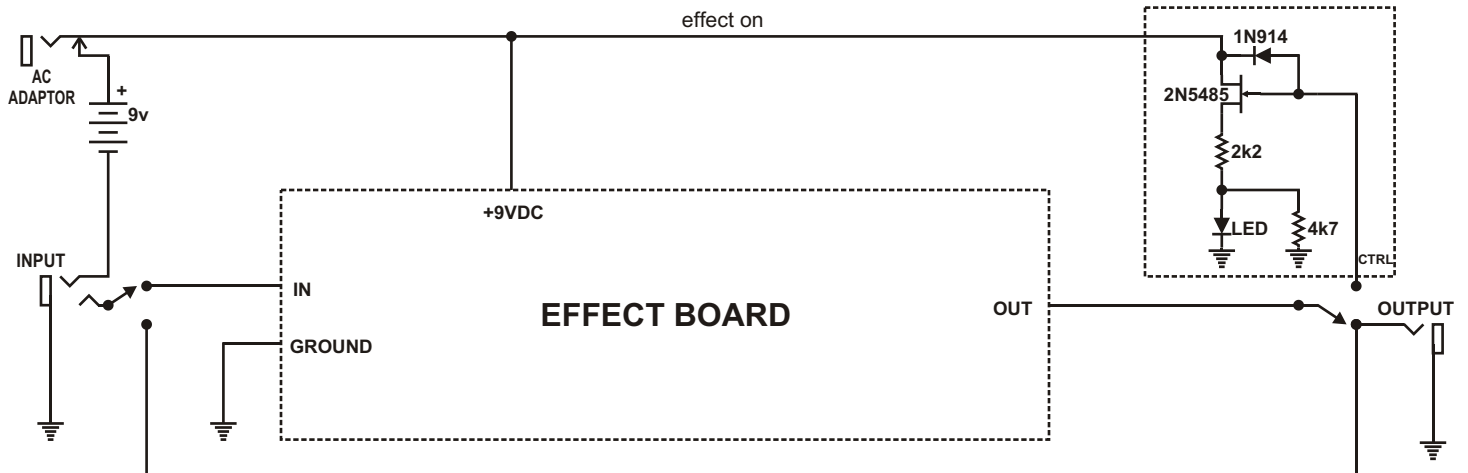 effect on
1N914
AC
ADAPTOR
+
9v
2N5485
2k2
+9VDC
LED
4k7
INPUT
CTRL
IN
EFFECT BOARD
OUT
OUTPUT
GROUND